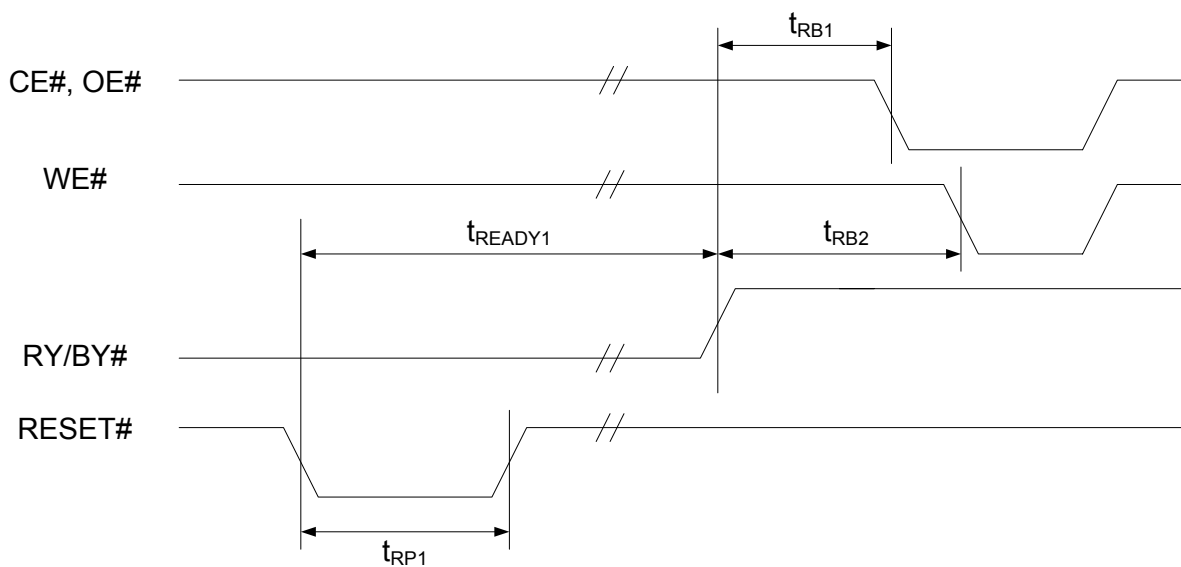 tRB1
CE#, OE#
WE#
tREADY1
tRB2
RY/BY#
RESET#
tRP1